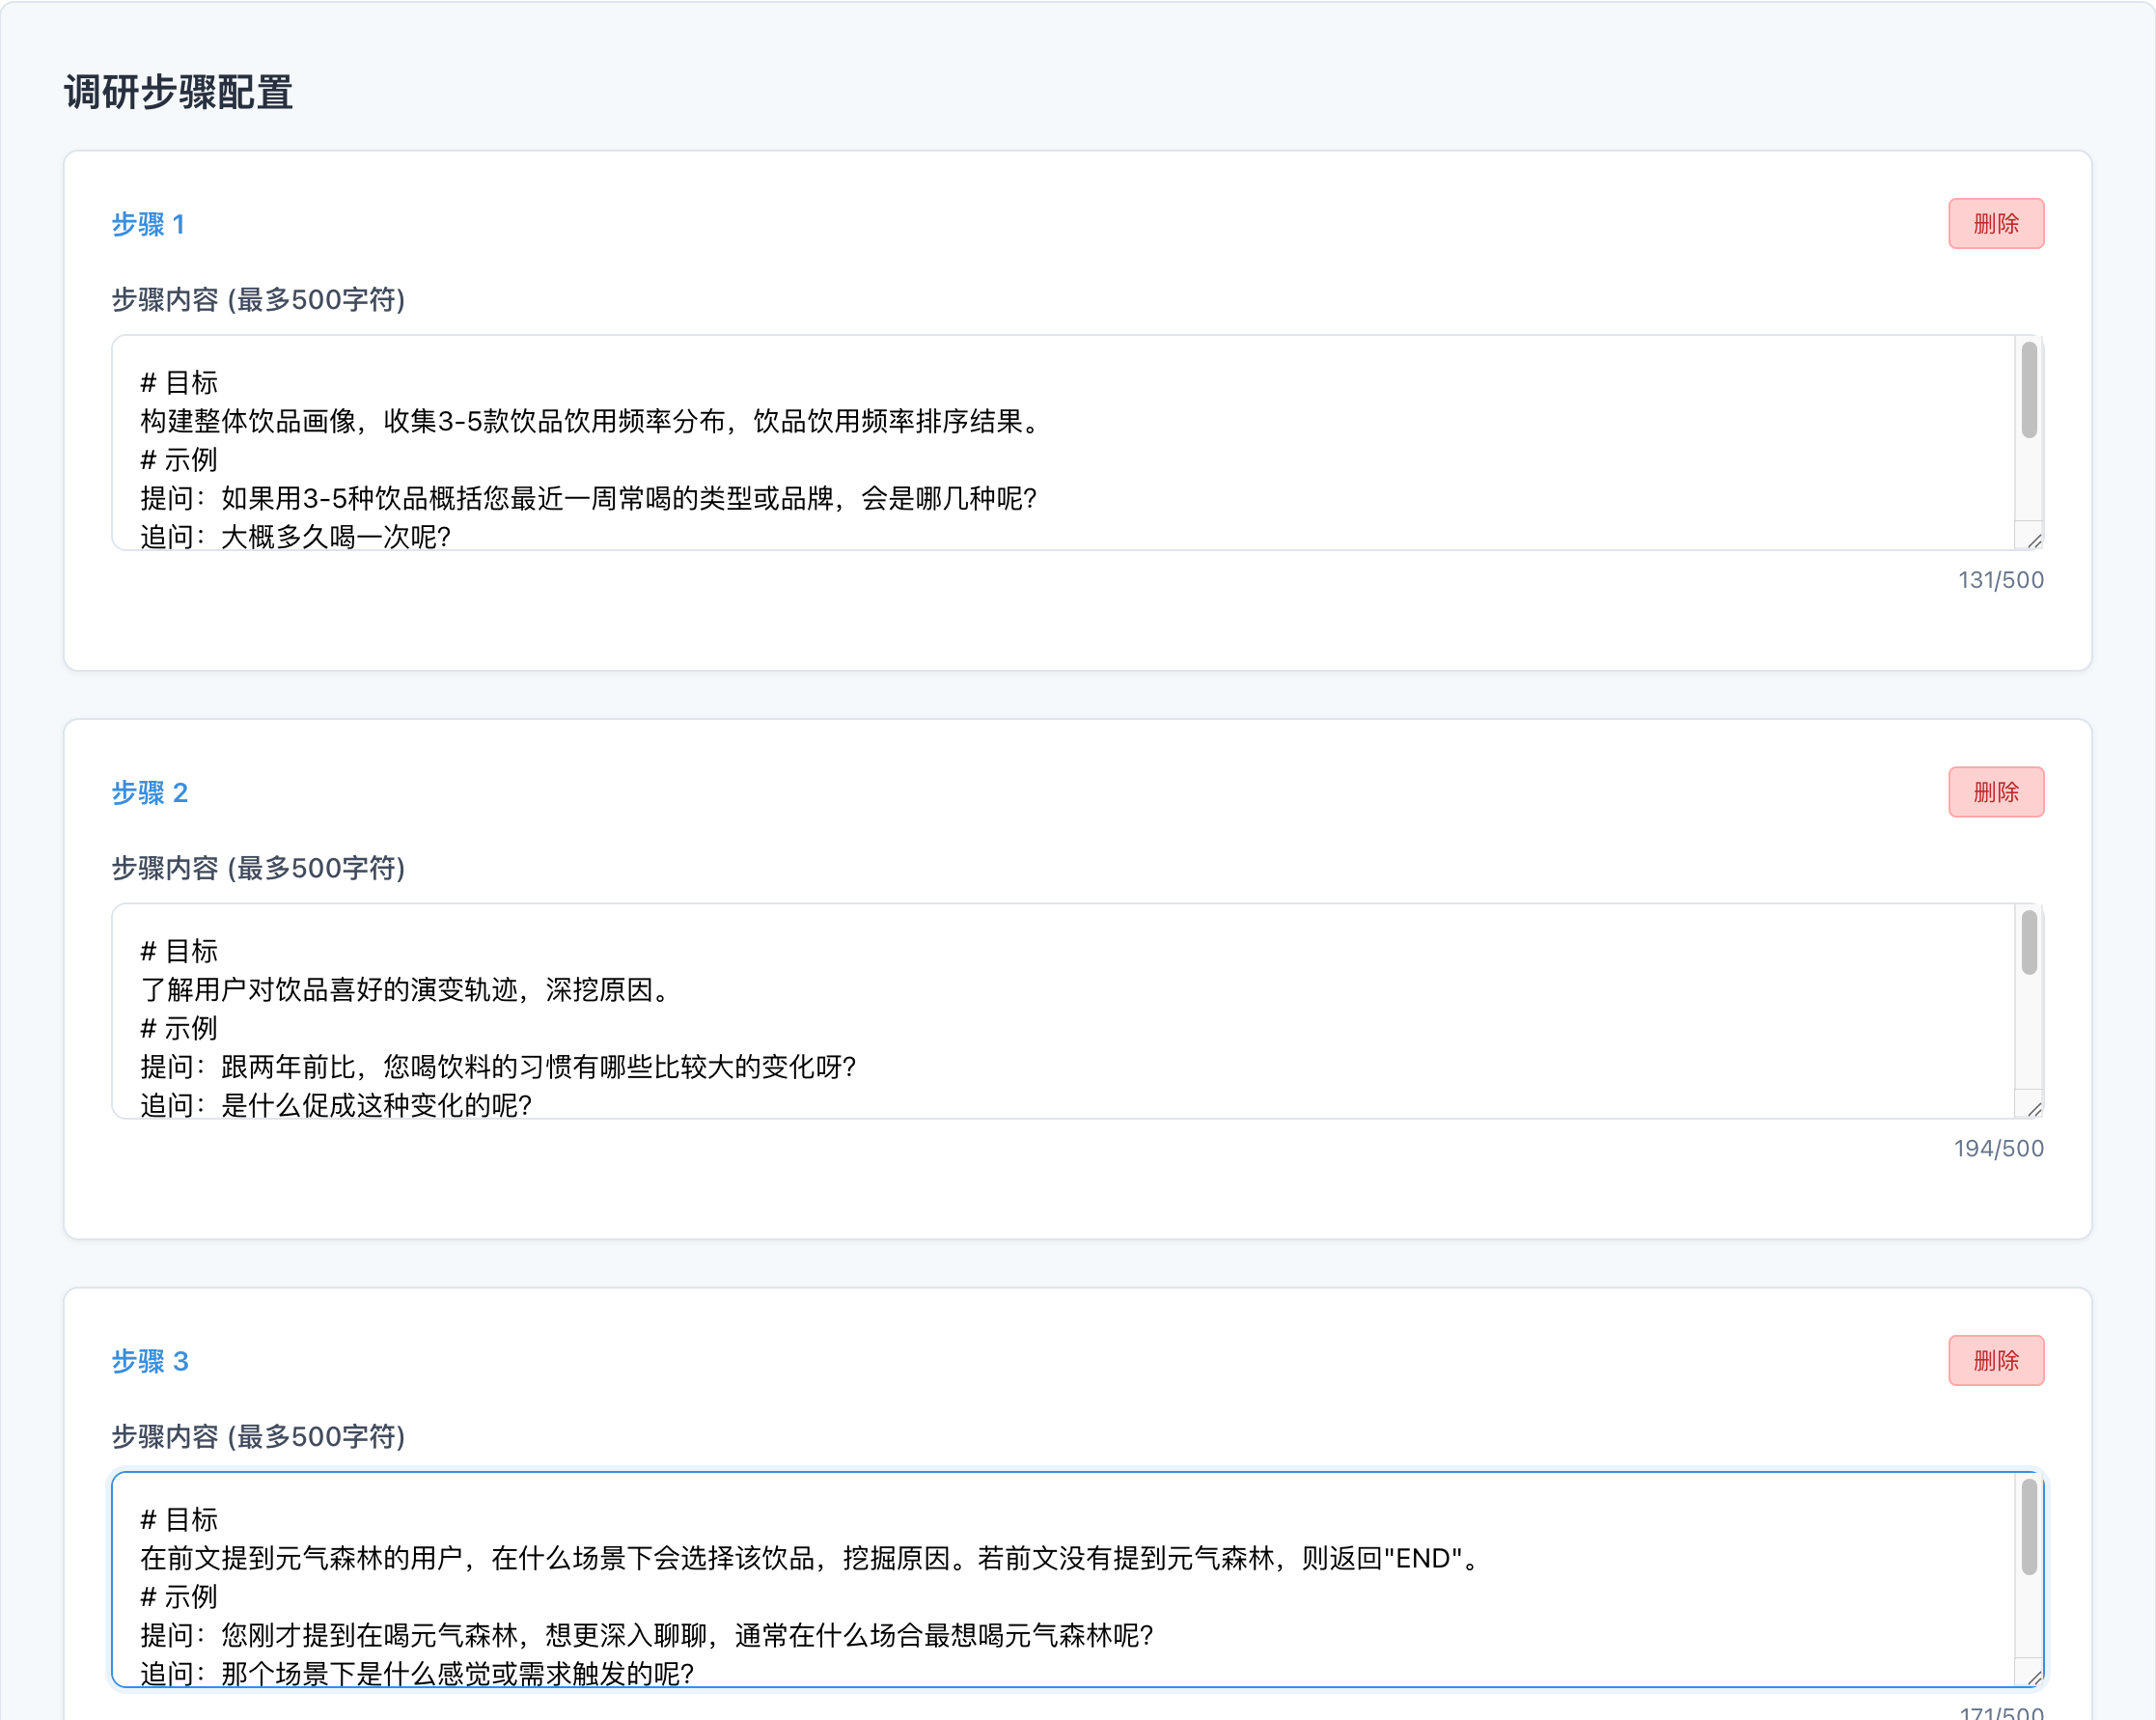 调研步骤配置
步骤 1
删除
步骤内容 (最多500字符)
# 目标
构建整体饮品画像，收集3-5款饮品饮用频率分布，饮品饮用频率排序结果。
# 示例
提问：如果用3-5种饮品概括您最近一周常喝的类型或品牌，会是哪几种呢?
追问：大概多久喝一次呢?
131/500
步骤 2
删除
步骤内容 (最多500字符)
# 目标
了解用户对饮品喜好的演变轨迹，深挖原因。
# 示例
提问：跟两年前比，您喝饮料的习惯有哪些比较大的变化呀?
追问：是什么促成这种变化的呢?
194/500
步骤 3
删除
步骤内容 (最多500字符)
# 目标
在前文提到元气森林的用户，在什么场景下会选择该饮品，挖掘原因。若前文没有提到元气森林，则返回"END"。
# 示例
提问：您刚才提到在喝元气森林，想更深入聊聊，通常在什么场合最想喝元气森林呢?
追问：那个场景下是什么感觉或需求触发的呢?
171/500